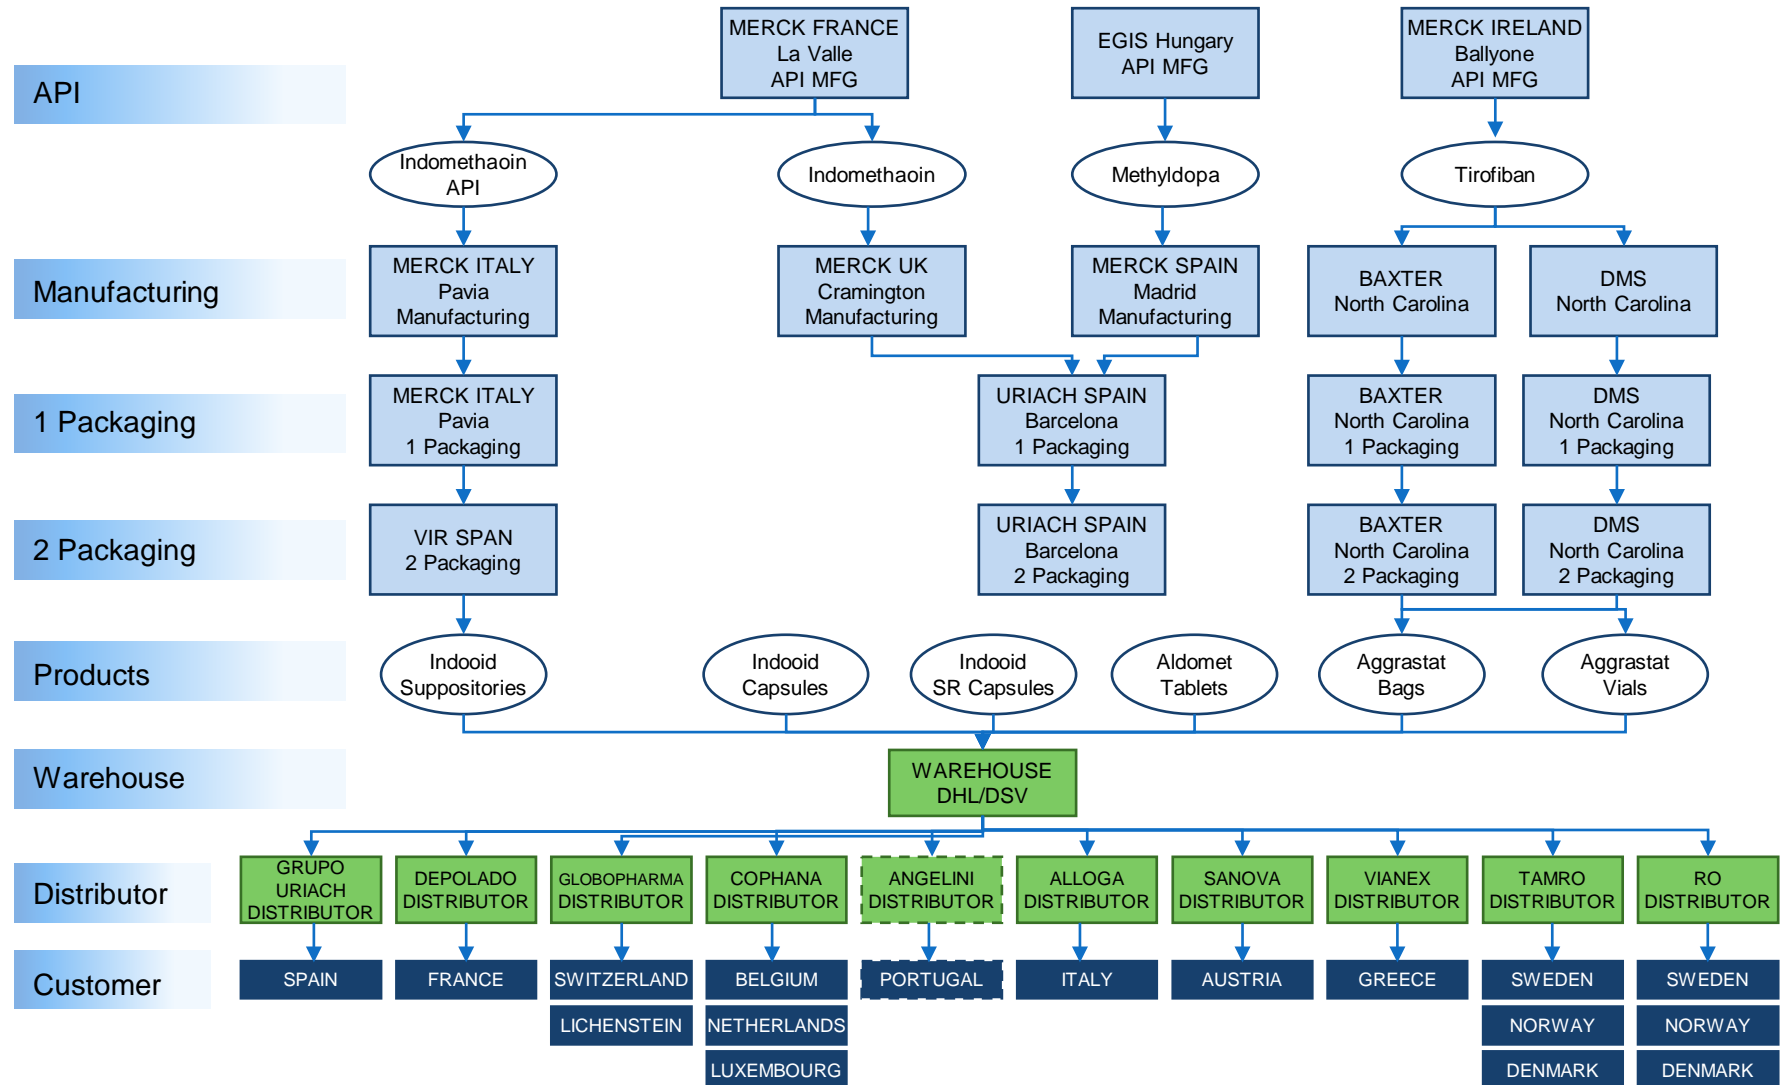 MERCK FRANCE
La Valle
API MFG
EGIS Hungary
API MFG
MERCK IRELAND
Ballyone
API MFG
API
Indomethaoin
API
Indomethaoin
Methyldopa
Tirofiban
Manufacturing
MERCK ITALY
Pavia
Manufacturing
MERCK UK
Cramington
Manufacturing
MERCK SPAIN
Madrid
Manufacturing
BAXTER
North Carolina
DMS
North Carolina
1 Packaging
MERCK ITALY
Pavia
1 Packaging
URIACH SPAIN
Barcelona
1 Packaging
BAXTER
North Carolina
1 Packaging
DMS
North Carolina
1 Packaging
2 Packaging
VIR SPAN
2 Packaging
URIACH SPAIN
Barcelona
2 Packaging
BAXTER
North Carolina
2 Packaging
DMS
North Carolina
2 Packaging
Products
Indooid
Suppositories
Indooid
Capsules
Indooid
SR Capsules
Aldomet
Tablets
Aggrastat
Bags
Aggrastat
Vials
Warehouse
WAREHOUSE
DHL/DSV
Distributor
GRUPO
URIACH
DISTRIBUTOR
DEPOLADO
DISTRIBUTOR
GLOBOPHARMA
DISTRIBUTOR
COPHANA
DISTRIBUTOR
ANGELINI
DISTRIBUTOR
ALLOGA
DISTRIBUTOR
SANOVA
DISTRIBUTOR
VIANEX
DISTRIBUTOR
TAMRO
DISTRIBUTOR
RO
DISTRIBUTOR
Customer
SPAIN
FRANCE
SWITZERLAND
BELGIUM
PORTUGAL
ITALY
AUSTRIA
GREECE
SWEDEN
SWEDEN
LICHENSTEIN
NETHERLANDS
NORWAY
NORWAY
LUXEMBOURG
DENMARK
DENMARK